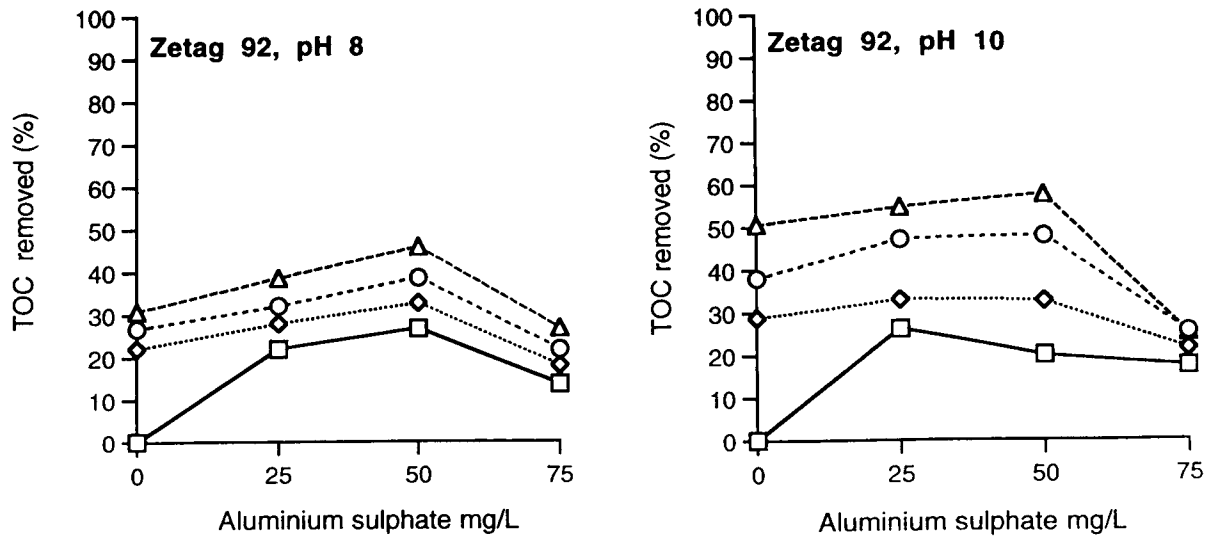 Zetag 92, pH 8
TOC removed (%)
100
90
80
70
60
50
40
30
20
10
0
0 25 50 75
Aluminium sulphate mg/L
Zetag 92, pH 10
TOC removed (%)
100
90
80
70
60
50
40
30
20
10
0
0 25 50 75
Aluminium sulphate mg/L